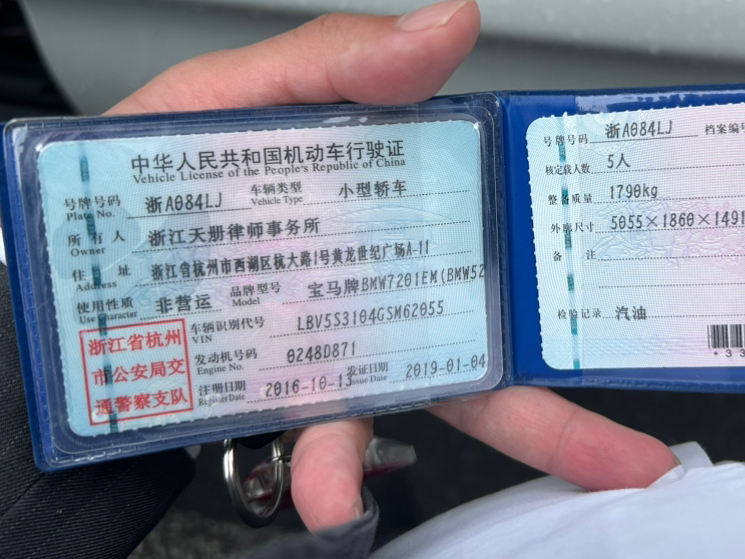 中华人民共和国机动车行驶证
Vehicle License of the People's Republic of China
号牌号码 浙A084LJ 车辆类型 小型轿车
Plate No. Vehicle Type
所有人 浙江天册律师事务所
Owner
住址 浙江省杭州市西湖区杭大路1号黄龙世纪广场A-11
Address
使用性质 非营运 品牌型号 宝马牌BMW7201EM(BMW52
Use Character Model
浙江省杭州
市公安局交
通警察支队
车辆识别代号 LBV5S3104GSM62055
VIN
发动机号码 0248D871
Engine No.
注册日期 2016-10-13 发证日期 2019-01-04
Register Date Issue Date
号牌号码 浙A084LJ 档案编号
核定载人数 5人
整备质量 1790kg
外廓尺寸 5055×1860×1491
备注
检验记录 汽油
*33